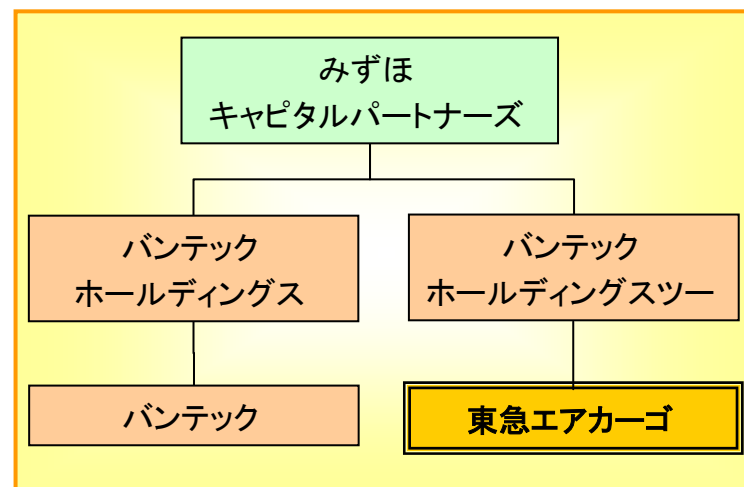 みずほ
キャピタルパートナーズ
バンテック
ホールディングス
バンテック
ホールディングスツー
バンテック
東急エアカーゴ